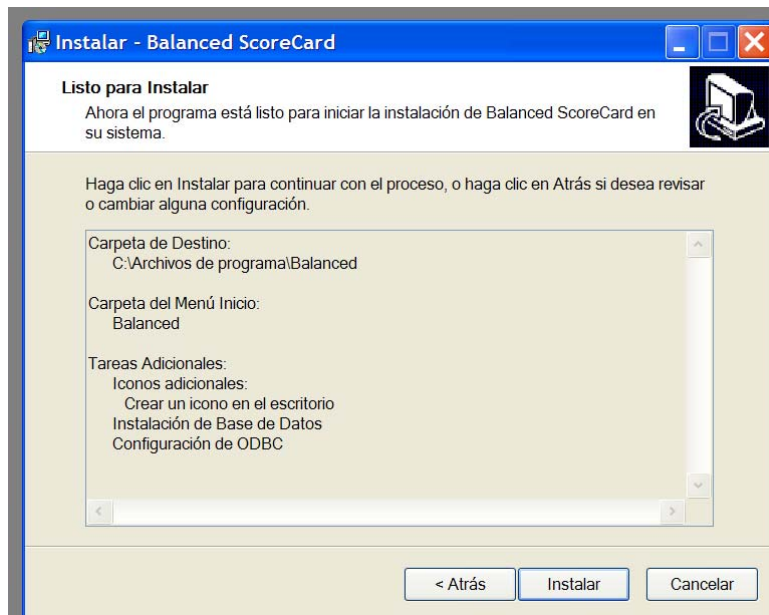 Instalar - Balanced ScoreCard
Listo para Instalar
Ahora el programa está listo para iniciar la instalación de Balanced ScoreCard en
su sistema.
Haga clic en Instalar para continuar con el proceso, o haga clic en Atrás si desea revisar
o cambiar alguna configuración.
Carpeta de Destino:
C:\Archivos de programa\Balanced
Carpeta del Menú Inicio:
Balanced
Tareas Adicionales:
Iconos adicionales:
Crear un icono en el escritorio
Instalación de Base de Datos
Configuración de ODBC
< Atrás
Instalar
Cancelar